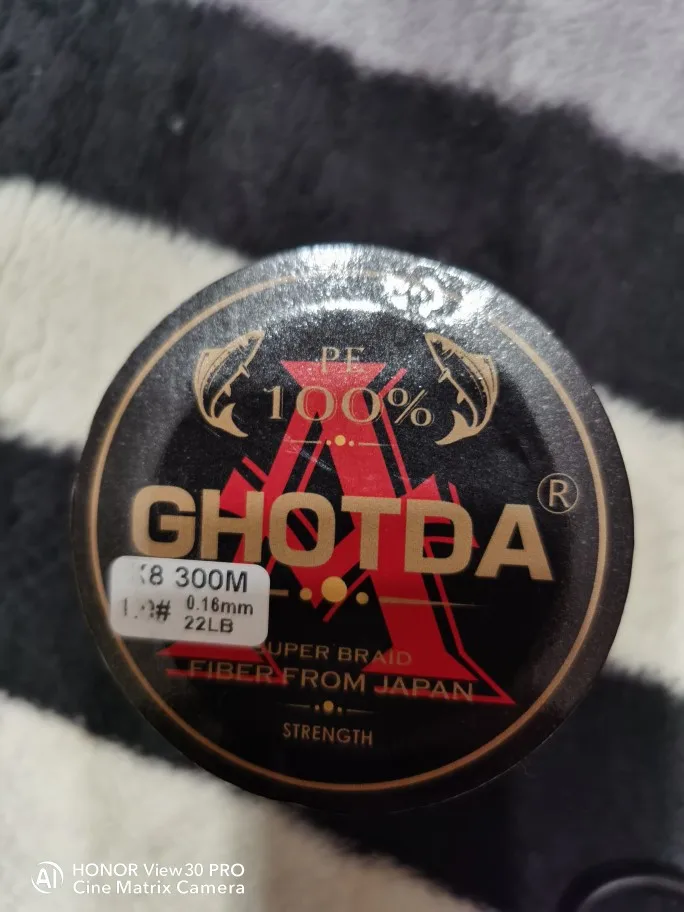 PE
100%
GHOTDA®
X8 300M
0.16mm
22LB
SUPER BRAID
FIBER FROM JAPAN
STRENGTH
HONOR View30 PRO
Cine Matrix Camera